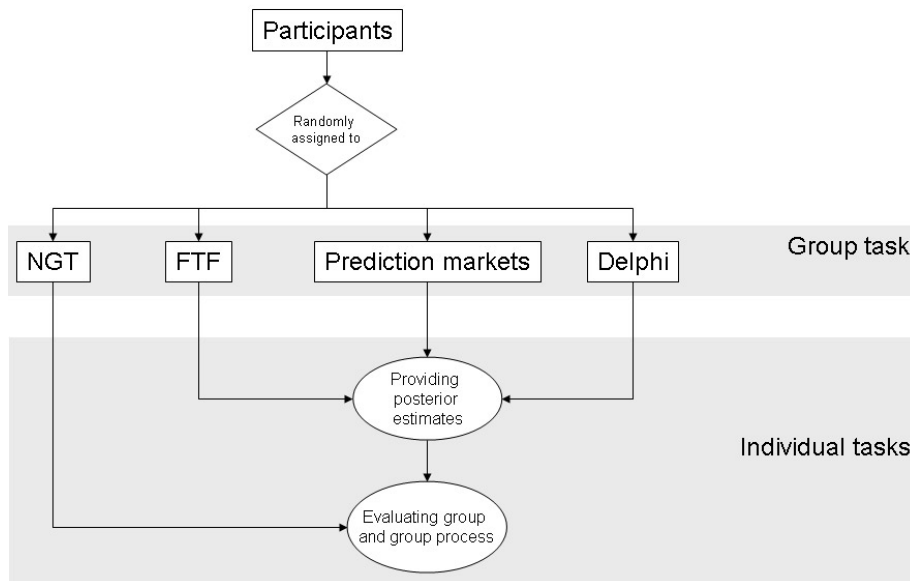 Participants
Randomly
assigned to
NGT
FTF
Prediction markets
Delphi
Group task
Providing
posterior
estimates
Individual tasks
Evaluating group
and group process